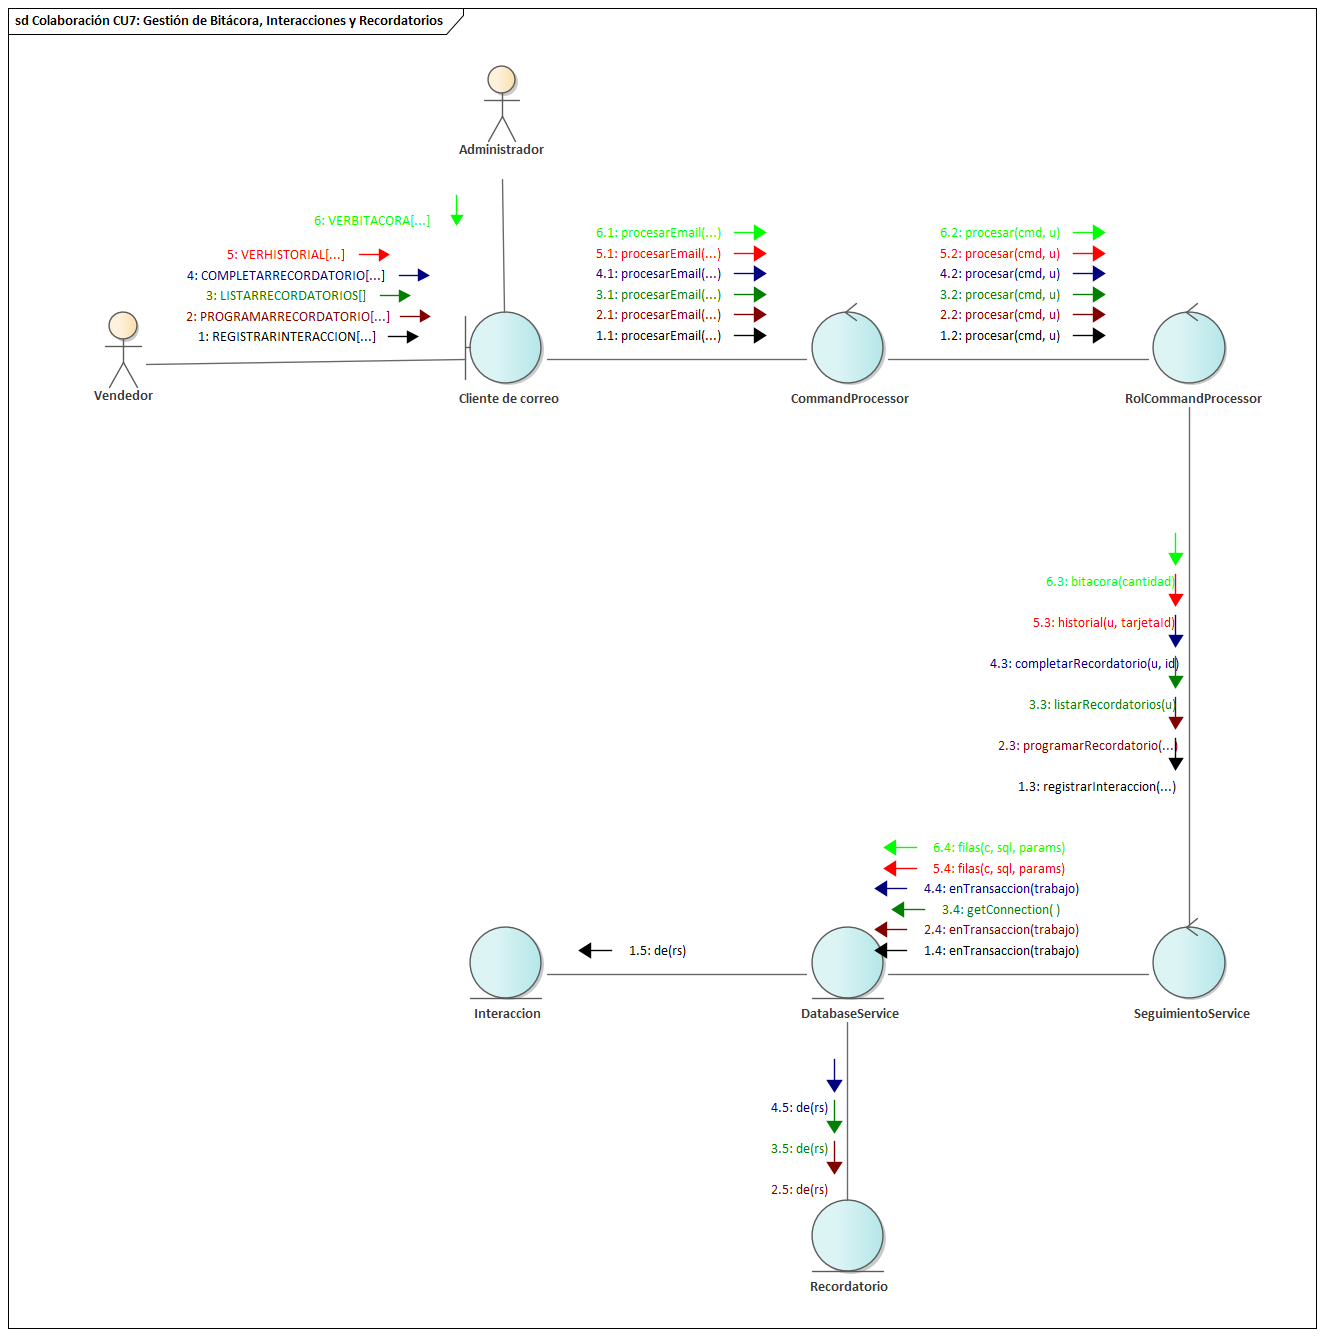 sd Colaboración CU7: Gestión de Bitácora, Interacciones y Recordatorios
Administrador
6: VERBITACORA[...]
5: VERHISTORIAL[...]
4: COMPLETARRECORDATORIO[...]
3: LISTARRECORDATORIOS[]
2: PROGRAMARRECORDATORIO[...]
1: REGISTRARINTERACCION[...]
6.1: procesarEmail(...)
5.1: procesarEmail(...)
4.1: procesarEmail(...)
3.1: procesarEmail(...)
2.1: procesarEmail(...)
1.1: procesarEmail(...)
6.2: procesar(cmd, u)
5.2: procesar(cmd, u)
4.2: procesar(cmd, u)
3.2: procesar(cmd, u)
2.2: procesar(cmd, u)
1.2: procesar(cmd, u)
Vendedor
Cliente de correo
CommandProcessor
RolCommandProcessor
6.3: bitacora(cantidad)
5.3: historial(u, tarjetaId)
4.3: completarRecordatorio(u, id)
3.3: listarRecordatorios(u)
2.3: programarRecordatorio(...)
1.3: registrarInteraccion(...)
6.4: filas(c, sql, params)
5.4: filas(c, sql, params)
4.4: enTransaccion(trabajo)
3.4: getConnection( )
2.4: enTransaccion(trabajo)
1.4: enTransaccion(trabajo)
1.5: de(rs)
Interaccion
DatabaseService
SeguimientoService
4.5: de(rs)
3.5: de(rs)
2.5: de(rs)
Recordatorio